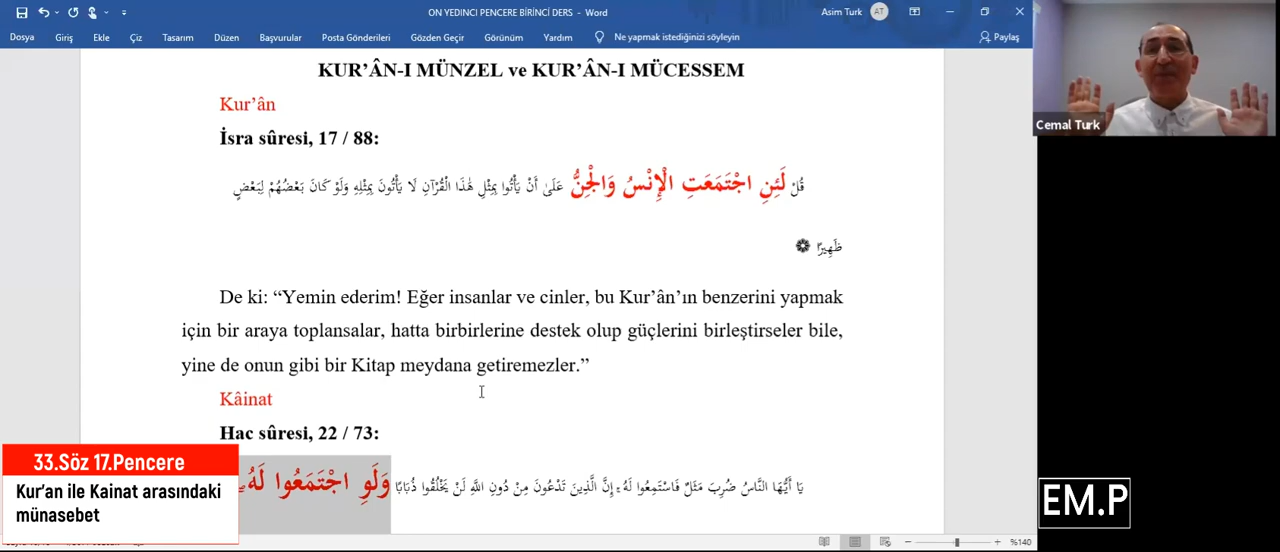 ON YEDINCI PENCERE BİRİNCİ DERS - Word
Asim Turk
AT
Dosya Giriş Ekle Çiz Tasarım Düzen Başvurular Posta Gönderileri Gözden Geçir Görünüm Yardım Ne yapmak istediğinizi söyleyin Paylaş
KUR’ÂN-I MÜNZEL ve KUR’ÂN-I MÜCESSEM
Kur’ân
İsra sûresi, 17 / 88:
قُلْ لَئِنِ اجْتَمَعَتِ الْاِنْسُ وَالْجِنُّ عَلٰٓى اَنْ يَأْتُوا بِمِثْلِ هٰذَا الْقُرْاٰنِ لَا يَأْتُونَ بِمِثْلِهٖ وَلَوْ كَانَ بَعْضُهُمْ لِبَعْضٍ
ظَهٖيرًا
De ki: “Yemin ederim! Eğer insanlar ve cinler, bu Kur’ân’ın benzerini yapmak
için bir araya toplansalar, hatta birbirlerine destek olup güçlerini birleştirseler bile,
yine de onun gibi bir Kitap meydana getiremezler.”
Kâinat
Hac sûresi, 22 / 73:
يَا اَيُّهَا النَّاسُ ضُرِبَ مَثَلٌ فَاسْتَمِعُوا لَهُ اِنَّ الَّذٖينَ تَدْعُونَ مِنْ دُونِ اللّٰهِ لَنْ يَخْلُقُوا ذُبَابًا وَلَوِ اجْتَمَعُوا لَهُ
33.Söz 17.Pencere
Kur’an ile Kainat arasındaki
münasebet
Cemal Turk
EM.P
%140